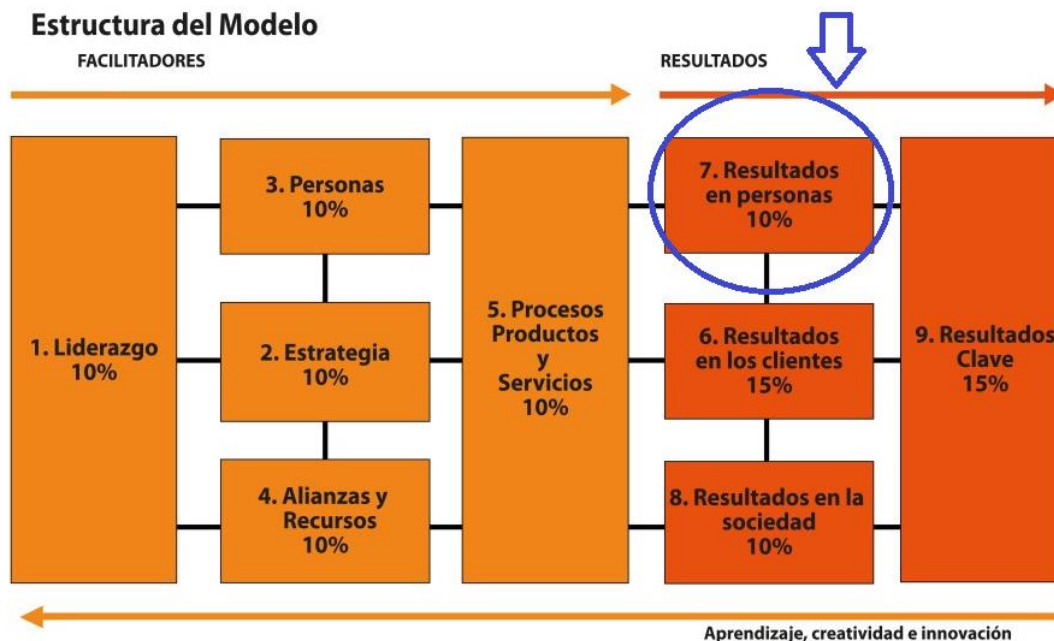 Estructura del Modelo
FACILITADORES
RESULTADOS
1. Liderazgo
10%
3. Personas
10%
2. Estrategia
10%
4. Alianzas y
Recursos
10%
5. Procesos
Productos
y
Servicios
10%
7. Resultados
en personas
10%
6. Resultados
en los clientes
15%
8. Resultados en la
sociedad
10%
9. Resultados
Clave
15%
Aprendizaje, creatividad e innovación